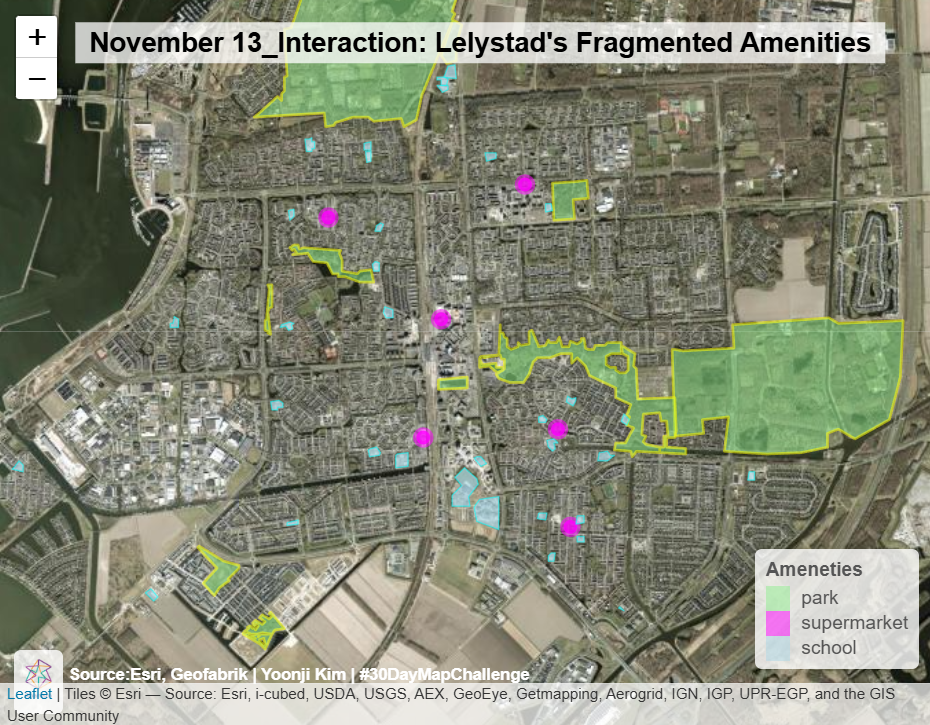 +
November 13_Interaction: Lelystad's Fragmented Amenities
−
Ameneties
park
supermarket
school
Source:Esri, Geofabrik | Yoonji Kim | #30DayMapChallenge
Leaflet | Tiles © Esri — Source: Esri, i-cubed, USDA, USGS, AEX, GeoEye, Getmapping, Aerogrid, IGN, IGP, UPR-EGP, and the GIS
User Community